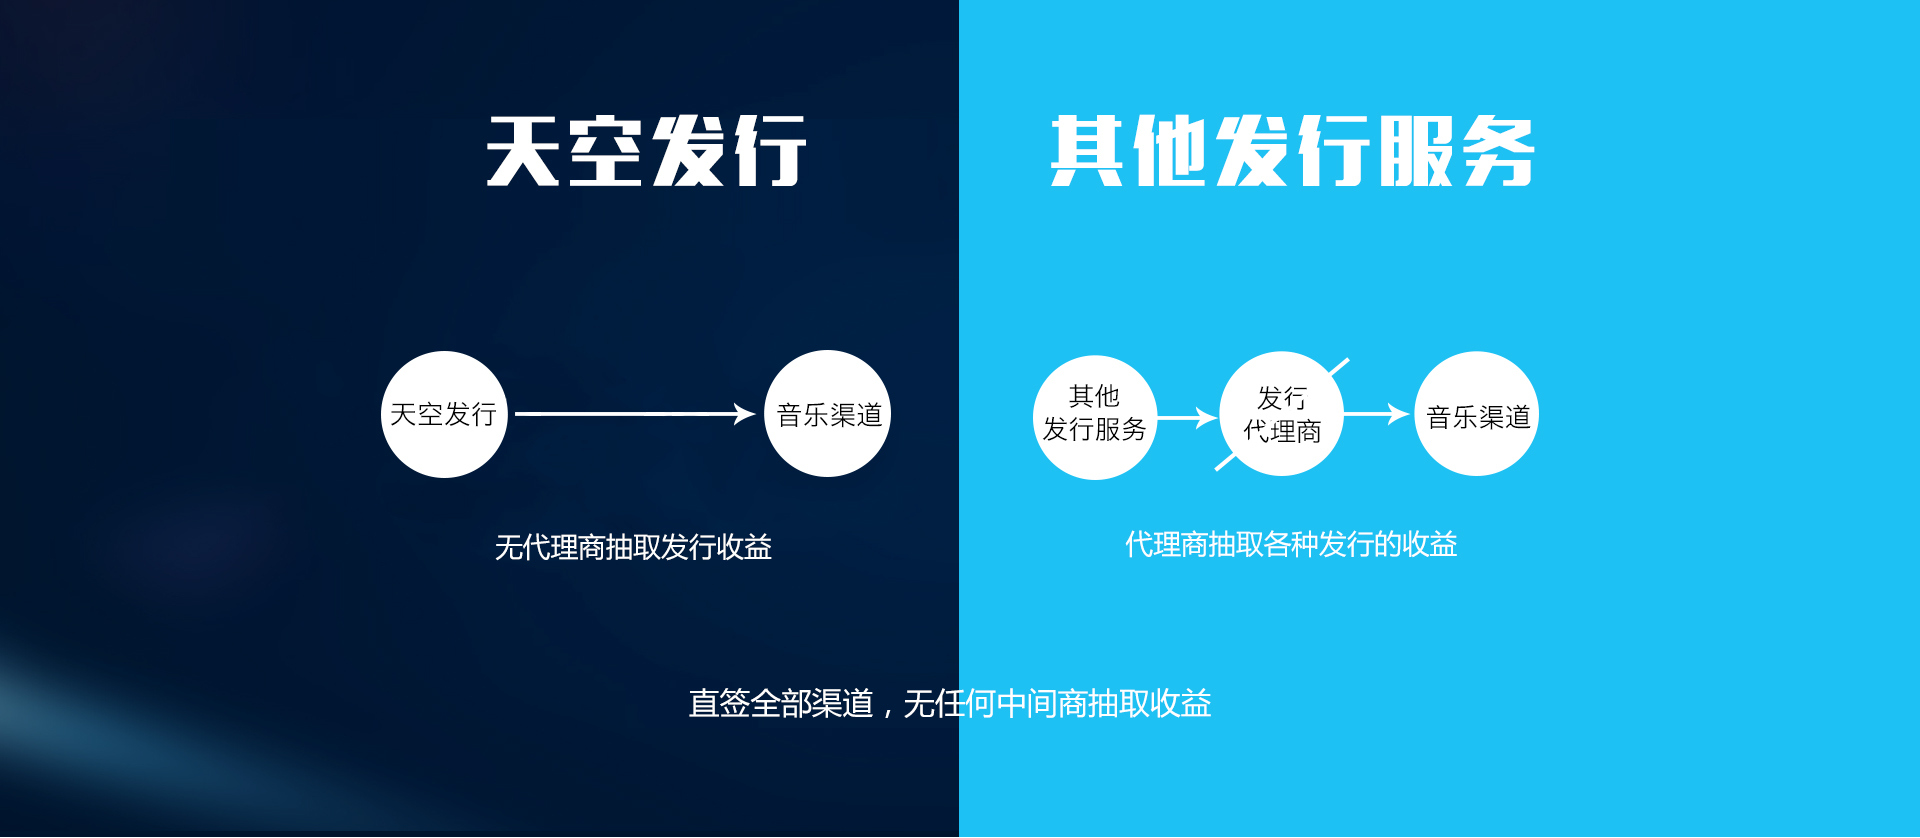 天空发行
天空发行
音乐渠道
无代理商抽取发行收益
其他发行服务
其他
发行服务
发行
代理商
音乐渠道
代理商抽取各种发行的收益
直签全部渠道，无任何中间商抽取收益